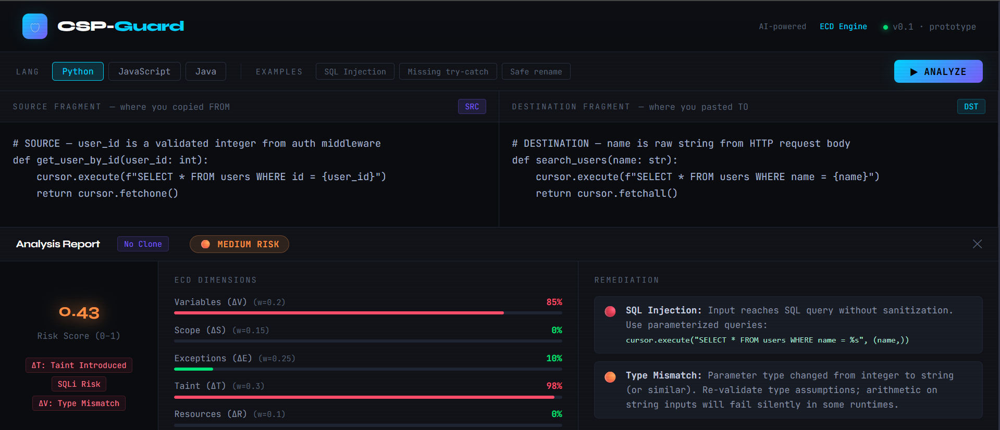 CSP-Guard
AI-powered ECD Engine v0.1 · prototype
LANG Python JavaScript Java EXAMPLES SQL Injection Missing try-catch Safe rename ▶ ANALYZE
SOURCE FRAGMENT — where you copied FROM SRC
# SOURCE — user_id is a validated integer from auth middleware
def get_user_by_id(user_id: int):
    cursor.execute(f"SELECT * FROM users WHERE id = {user_id}")
    return cursor.fetchone()
DESTINATION FRAGMENT — where you pasted TO DST
# DESTINATION — name is raw string from HTTP request body
def search_users(name: str):
    cursor.execute(f"SELECT * FROM users WHERE name = {name}")
    return cursor.fetchall()
Analysis Report No Clone MEDIUM RISK
0.43
Risk Score (0–1)
ΔT: Taint Introduced
SQLi Risk
ΔV: Type Mismatch
ECD DIMENSIONS
Variables (ΔV) (w=0.2) 85%
Scope (ΔS) (w=0.15) 0%
Exceptions (ΔE) (w=0.25) 10%
Taint (ΔT) (w=0.3) 98%
Resources (ΔR) (w=0.1) 0%
REMEDIATION
SQL Injection: Input reaches SQL query without sanitization.
Use parameterized queries:
cursor.execute("SELECT * FROM users WHERE name = %s", (name,))
Type Mismatch: Parameter type changed from integer to string
(or similar). Re-validate type assumptions; arithmetic on
string inputs will fail silently in some runtimes.